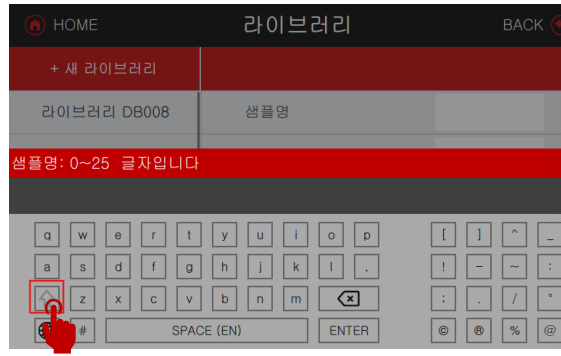 HOME 라이브러리 BACK
+ 새 라이브러리
라이브러리 DB008 샘플명
샘플명: 0~25 글자입니다
q w e r t y u i o p [ ] ^ _
a s d f g h j k l . ! - ~ :
z x c v b n m ; . / °
# SPACE (EN) ENTER © ® % @